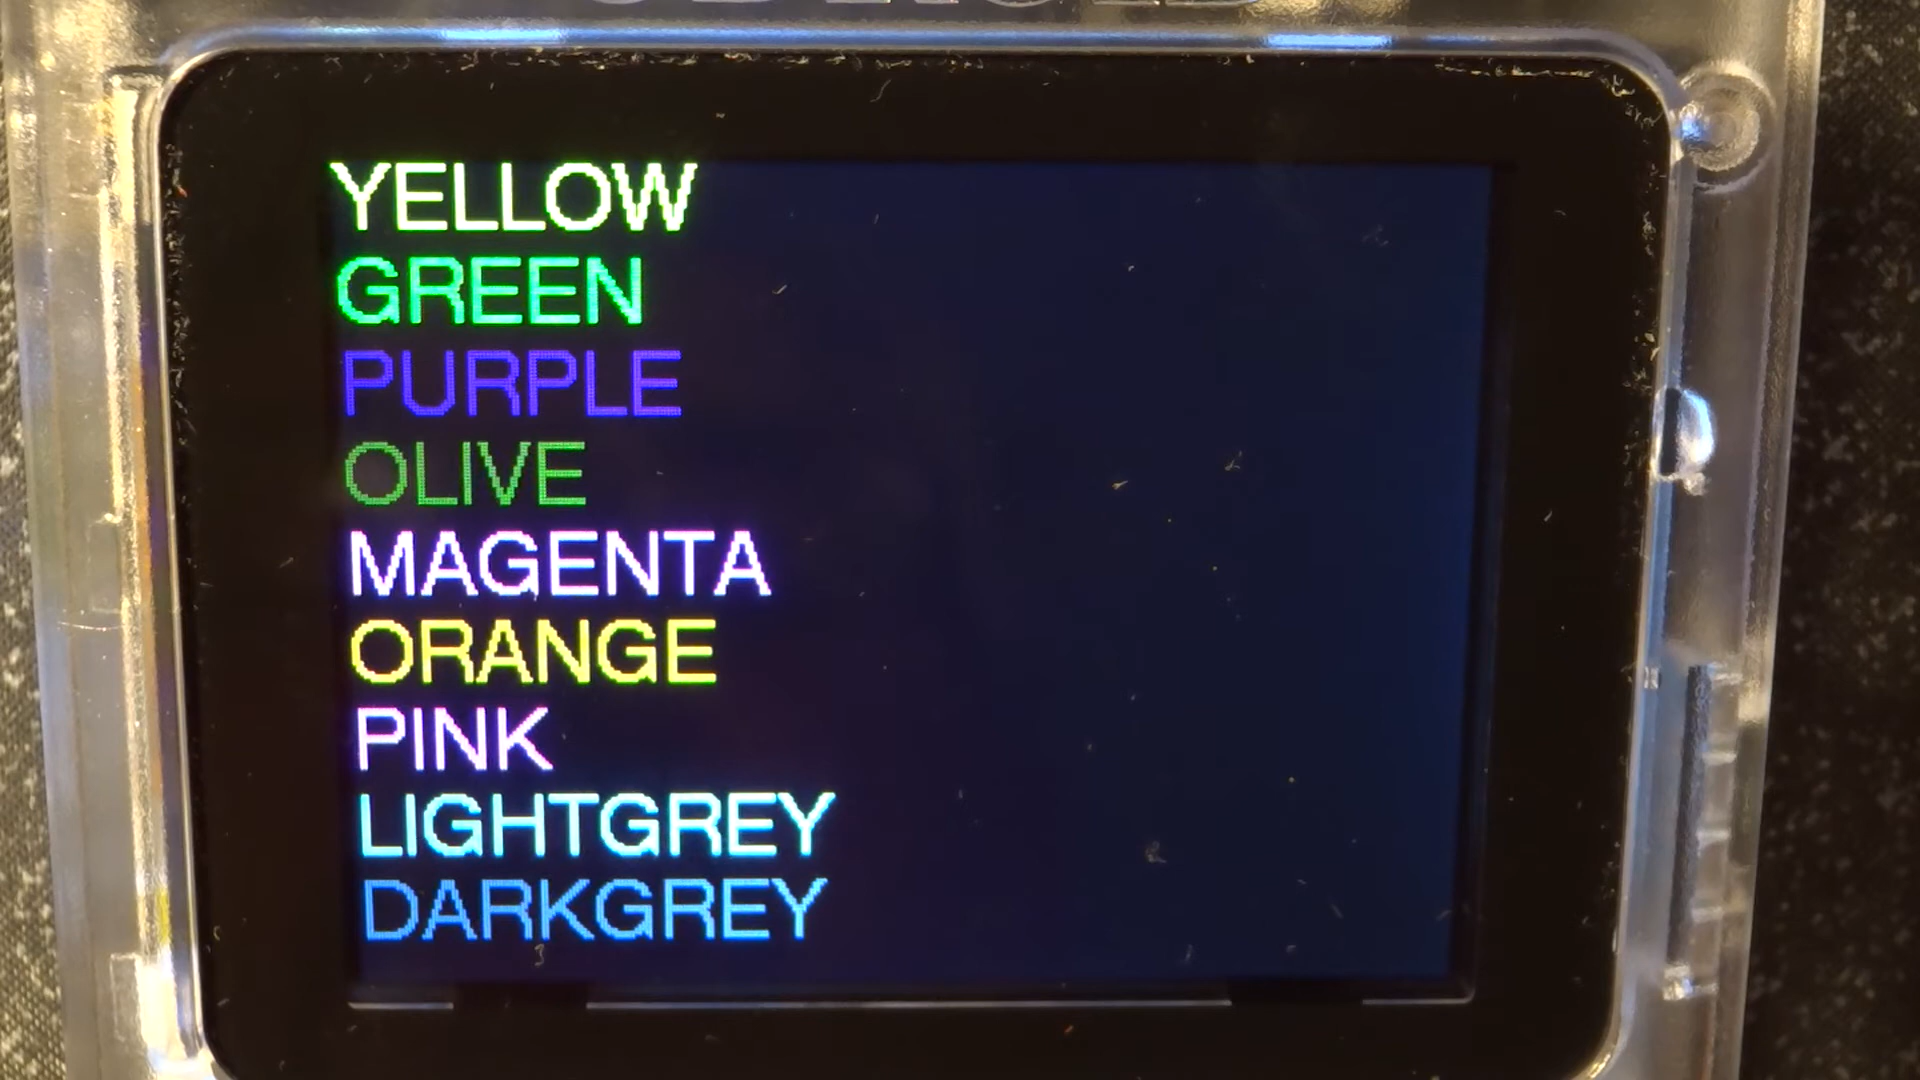 YELLOW
GREEN
PURPLE
OLIVE
MAGENTA
ORANGE
PINK
LIGHTGREY
DARKGREY